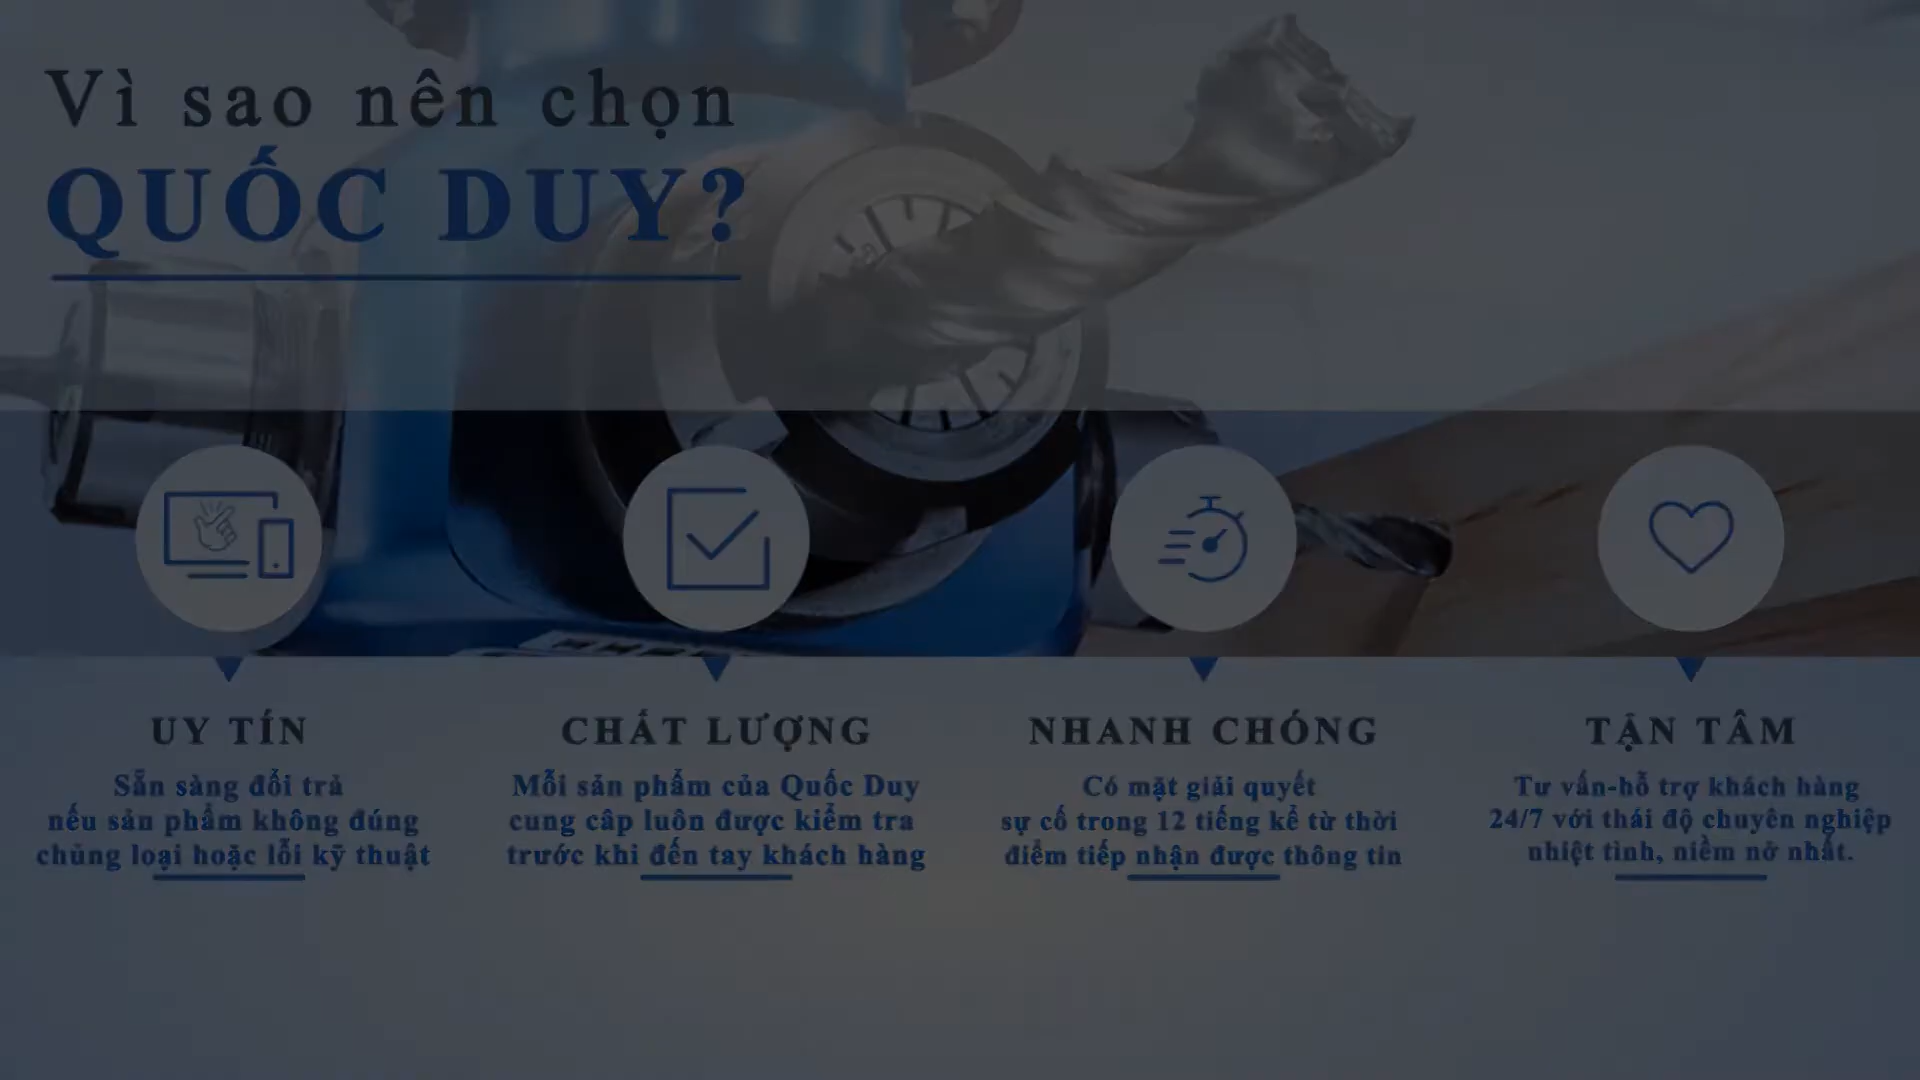 Vì sao nên chọn
QUỐC DUY?
UY TÍN
Sẵn sàng đổi trả
nếu sản phẩm không đúng
chủng loại hoặc lỗi kỹ thuật
CHẤT LƯỢNG
Mỗi sản phẩm của Quốc Duy
cung cấp luôn được kiểm tra
trước khi đến tay khách hàng
NHANH CHÓNG
Có mặt giải quyết
sự cố trong 12 tiếng kể từ thời
điểm tiếp nhận được thông tin
TẬN TÂM
Tư vấn-hỗ trợ khách hàng
24/7 với thái độ chuyên nghiệp
nhiệt tình, niềm nở nhất.